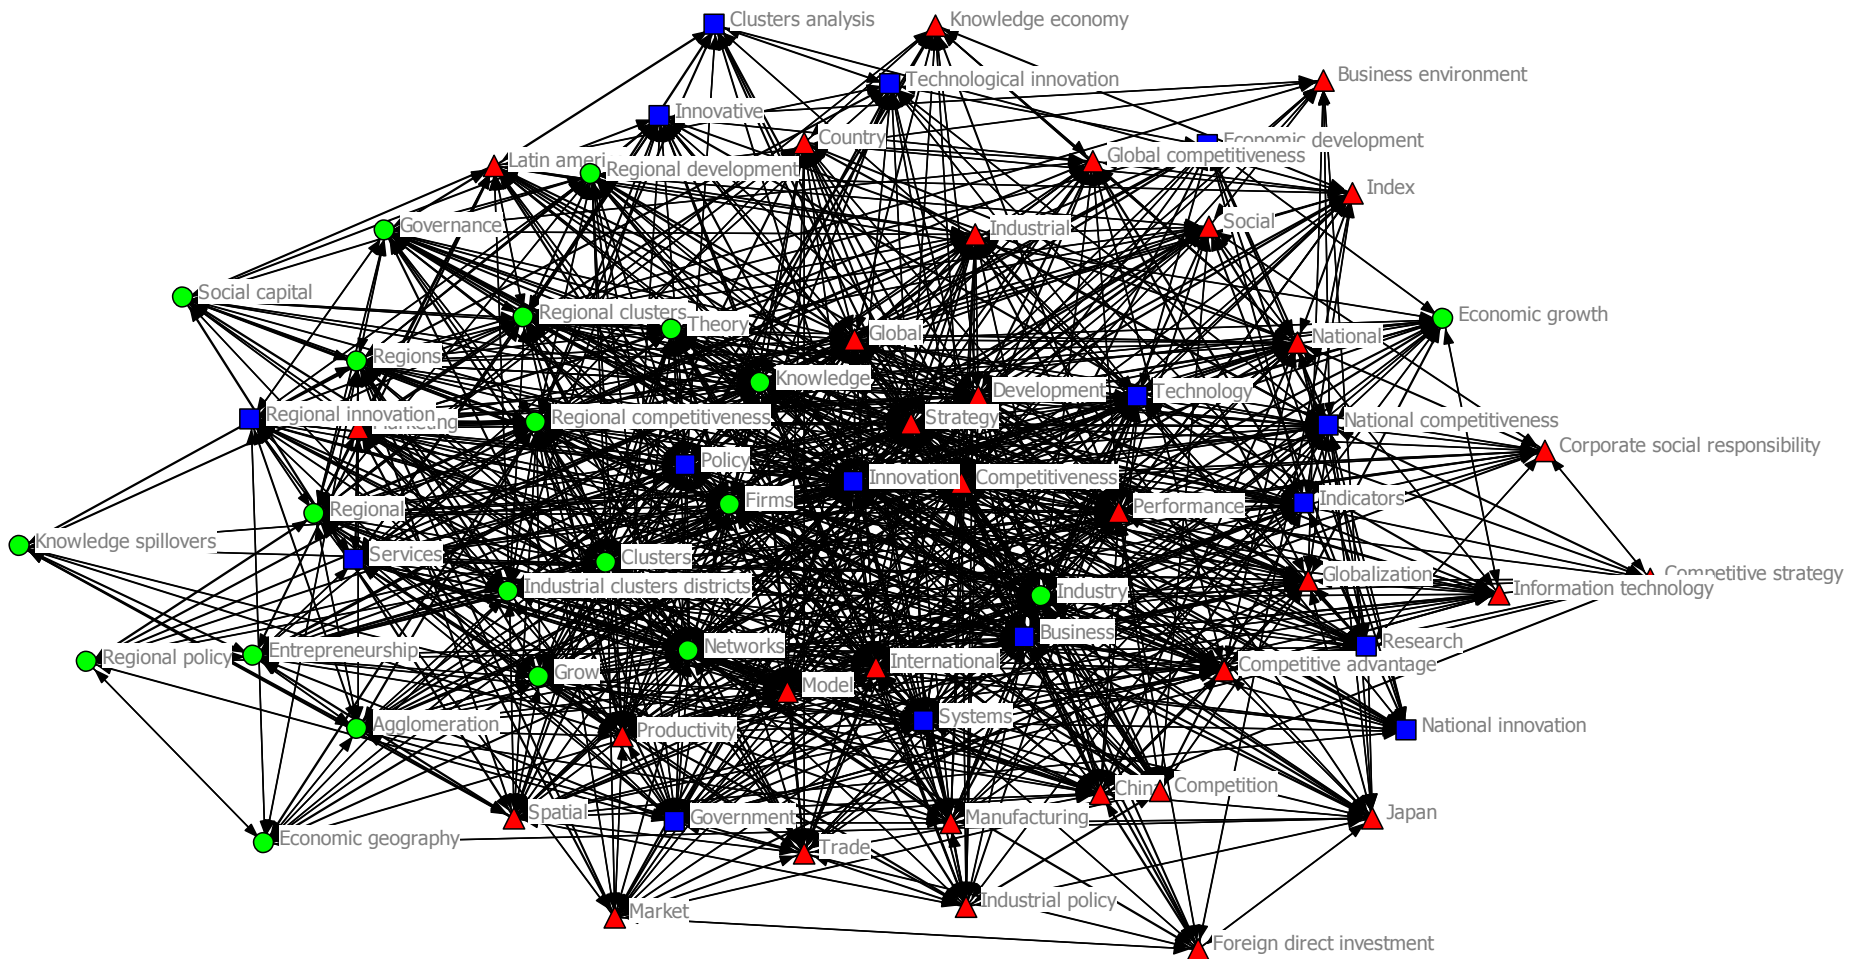 Clusters analysis
Knowledge economy
Technological innovation
Business environment
Innovative
Country
Economic development
Global competitiveness
Latin ameri
Regional development
Index
Governance
Industrial
Social
Social capital
Regional clusters
Theory
Global
National
Economic growth
Regions
Knowledge
Development
Technology
Regional innovation
Marketing
Regional competitiveness
Strategy
National competitiveness
Corporate social responsibility
Policy
Innovation
Competitiveness
Firms
Performance
Indicators
Regional
Knowledge spillovers
Services
Clusters
Industrial clusters districts
Industry
Globalization
Competitive strategy
Information technology
Entrepreneurship
Regional policy
Networks
Business
Research
Grow
International
Competitive advantage
Model
Agglomeration
Productivity
Systems
National innovation
China
Competition
Spatial
Government
Manufacturing
Japan
Economic geography
Trade
Market
Industrial policy
Foreign direct investment